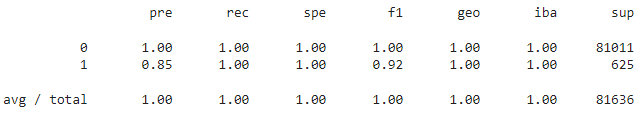 pre rec spe f1 geo iba sup
0 1.00 1.00 1.00 1.00 1.00 1.00 81011
1 0.85 1.00 1.00 0.92 1.00 1.00 625
avg / total 1.00 1.00 1.00 1.00 1.00 1.00 81636